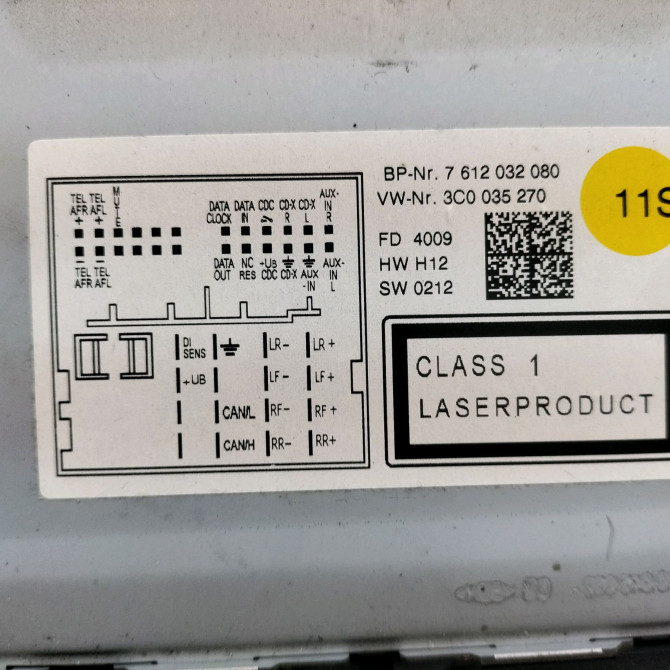 BP-Nr. 7 612 032 080
VW-Nr. 3C0 035 270
FD 4009
HW H12
SW 0212
11S
CLASS 1
LASERPRODUCT
TEL AFR +
TEL AFL +
MUTE
DATA CLOCK
DATA IN
CDC
CD-X R
CD-X L
AUX-IN R
TEL AFR −
TEL AFL −
DATA OUT
NC RES
+UB CDC
CD-X
AUX-IN
AUX-IN L
DI SENS
LR- LR+
+UB LF- LF+
CAN/L RF- RF+
CAN/H RR- RR+